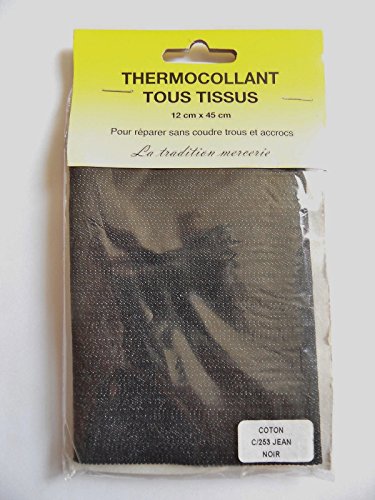 THERMOCOLLANT
TOUS TISSUS
12 cm x 45 cm
Pour réparer sans coudre trous et accrocs
La tradition mercerie
COTON
C/253 JEAN
NOIR